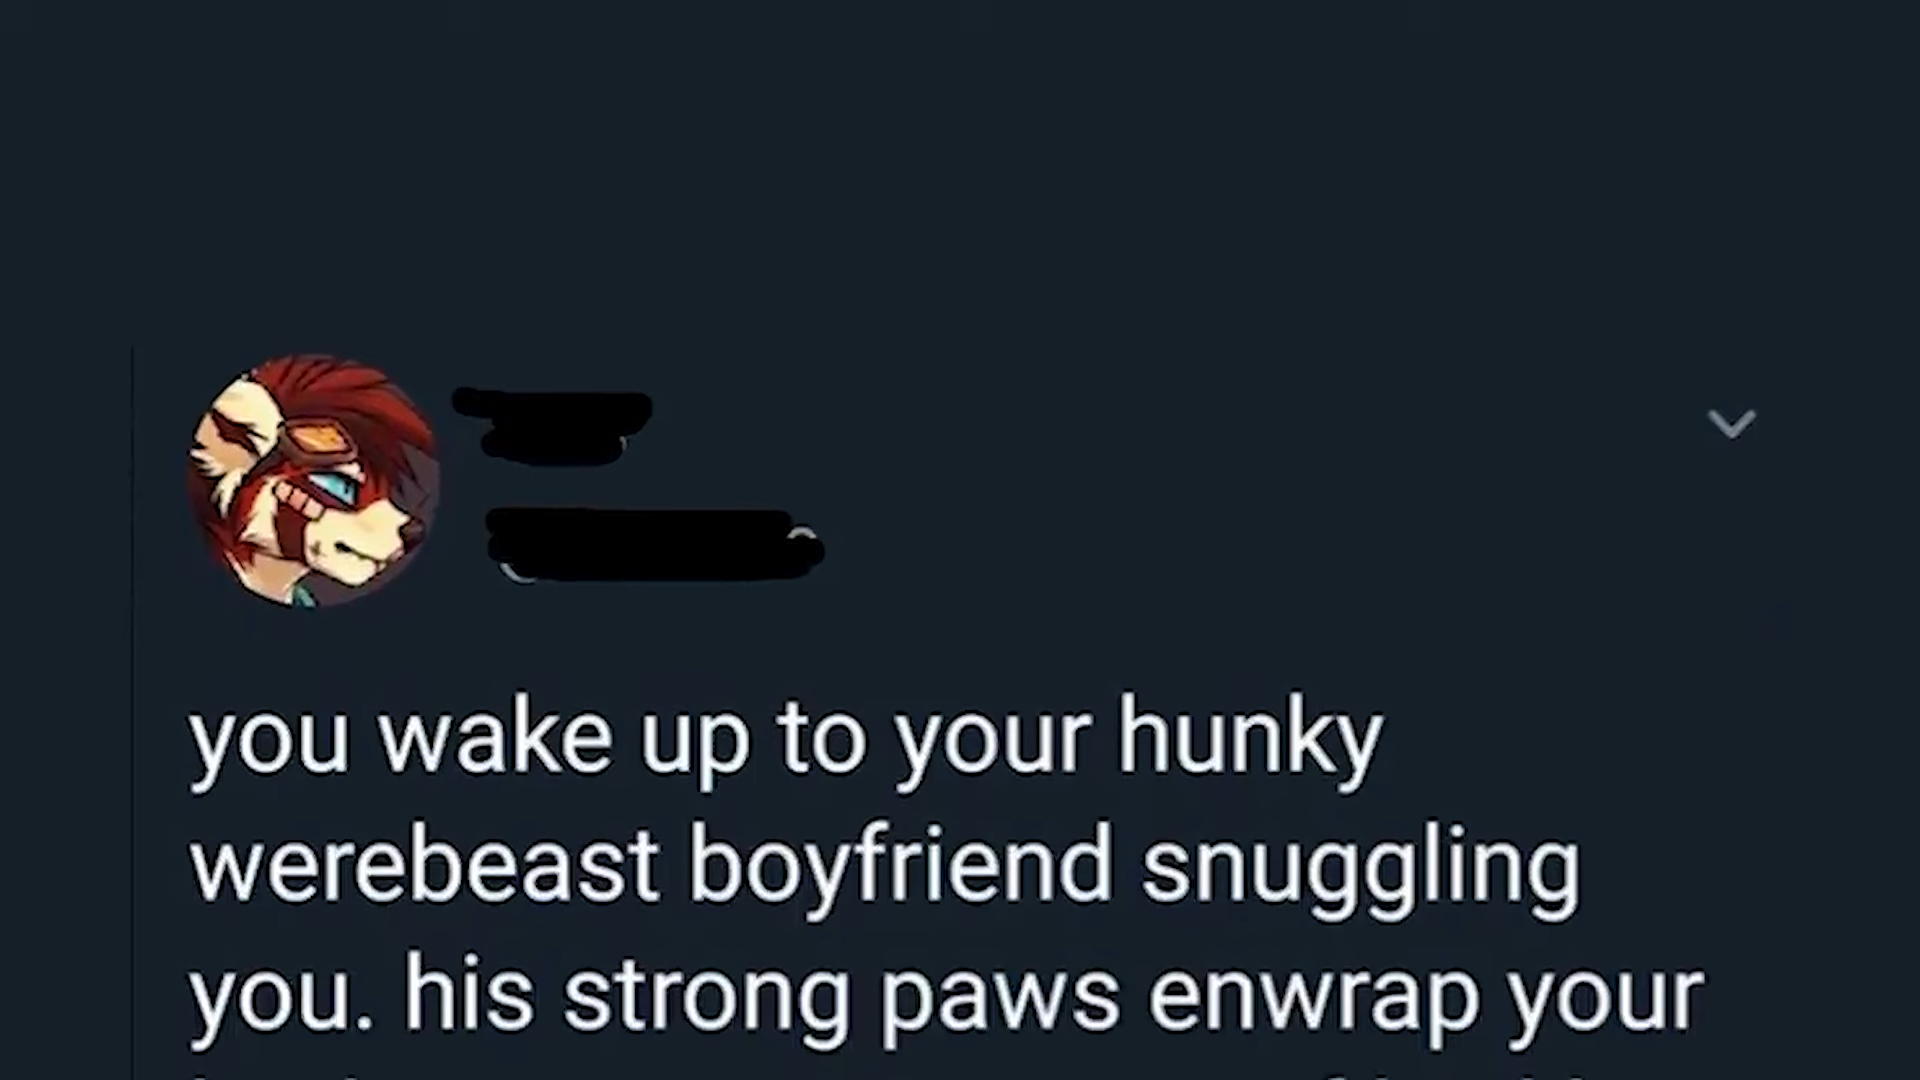 you wake up to your hunky
werebeast boyfriend snuggling
you. his strong paws enwrap your